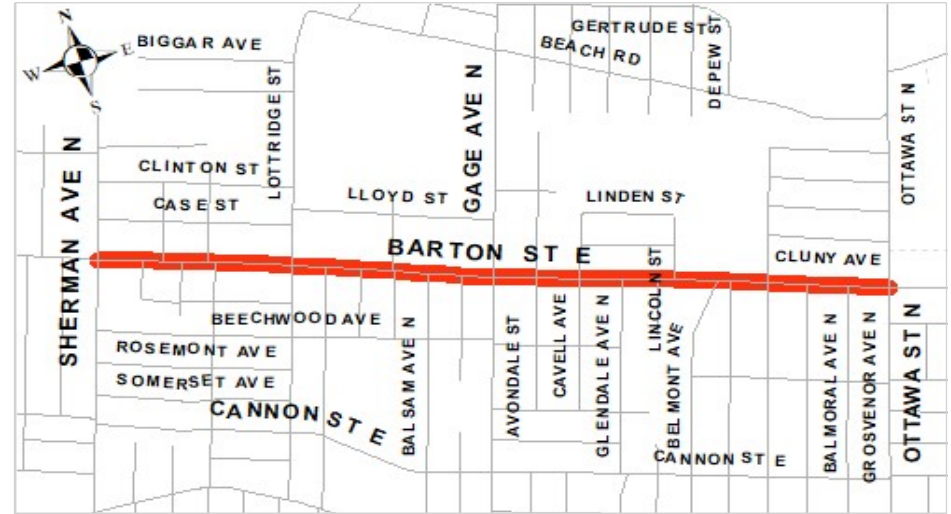 N
E
W
S
BIGGAR AVE
GERTRUDE ST
BEACH RD
DEPEW ST
LOTTRIDGE ST
GAGE AVE N
OTTAWA ST N
SHERMAN AVE N
CLINTON ST
CASE ST
LLOYD ST
LINDEN ST
BARTON ST E
CLUNY AVE
LINCOLN ST
BEECHWOOD AVE
ROSEMONT AVE
SOMERSET AVE
CANNON ST E
BALSAM AVE N
AVONDALE ST
CAVELL AVE
GLENDALE AVE N
BELMONT AVE
CANNON ST E
BALMORAL AVE N
GROSVENOR AVE N
OTTAWA ST N